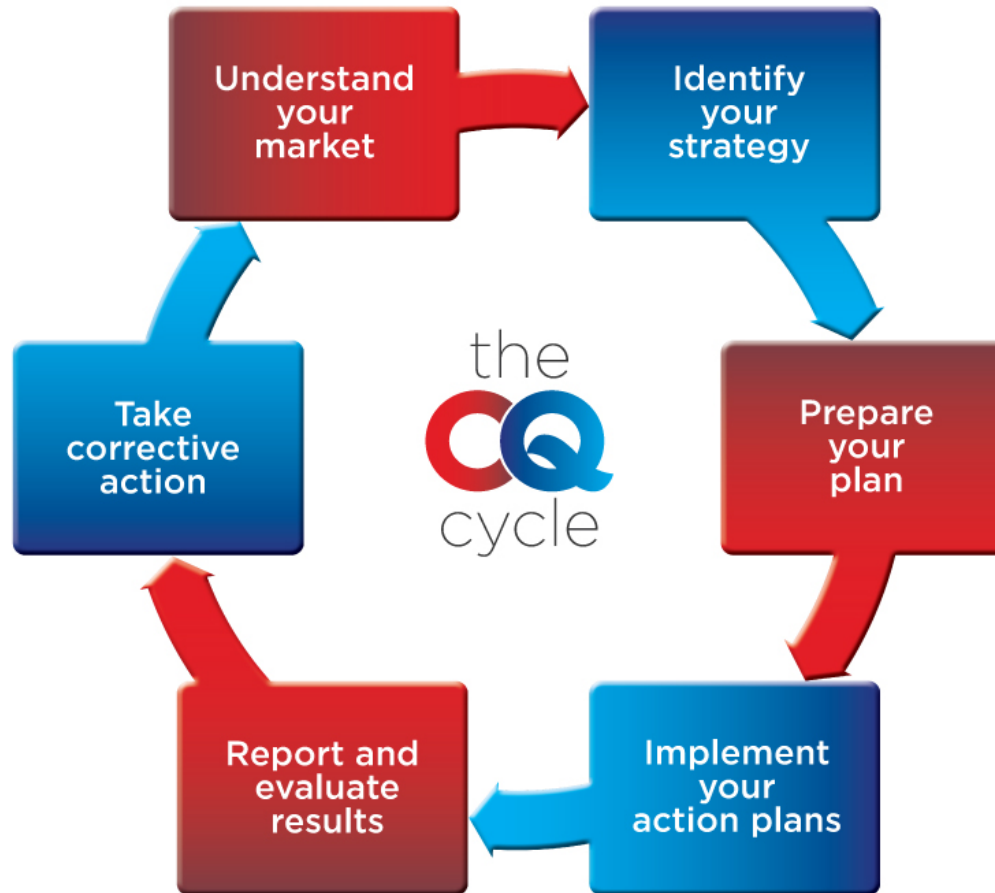 Understand
your
market
Identify
your
strategy
Prepare
your
plan
Implement
your
action plans
Report and
evaluate
results
Take
corrective
action
the
CQ
cycle